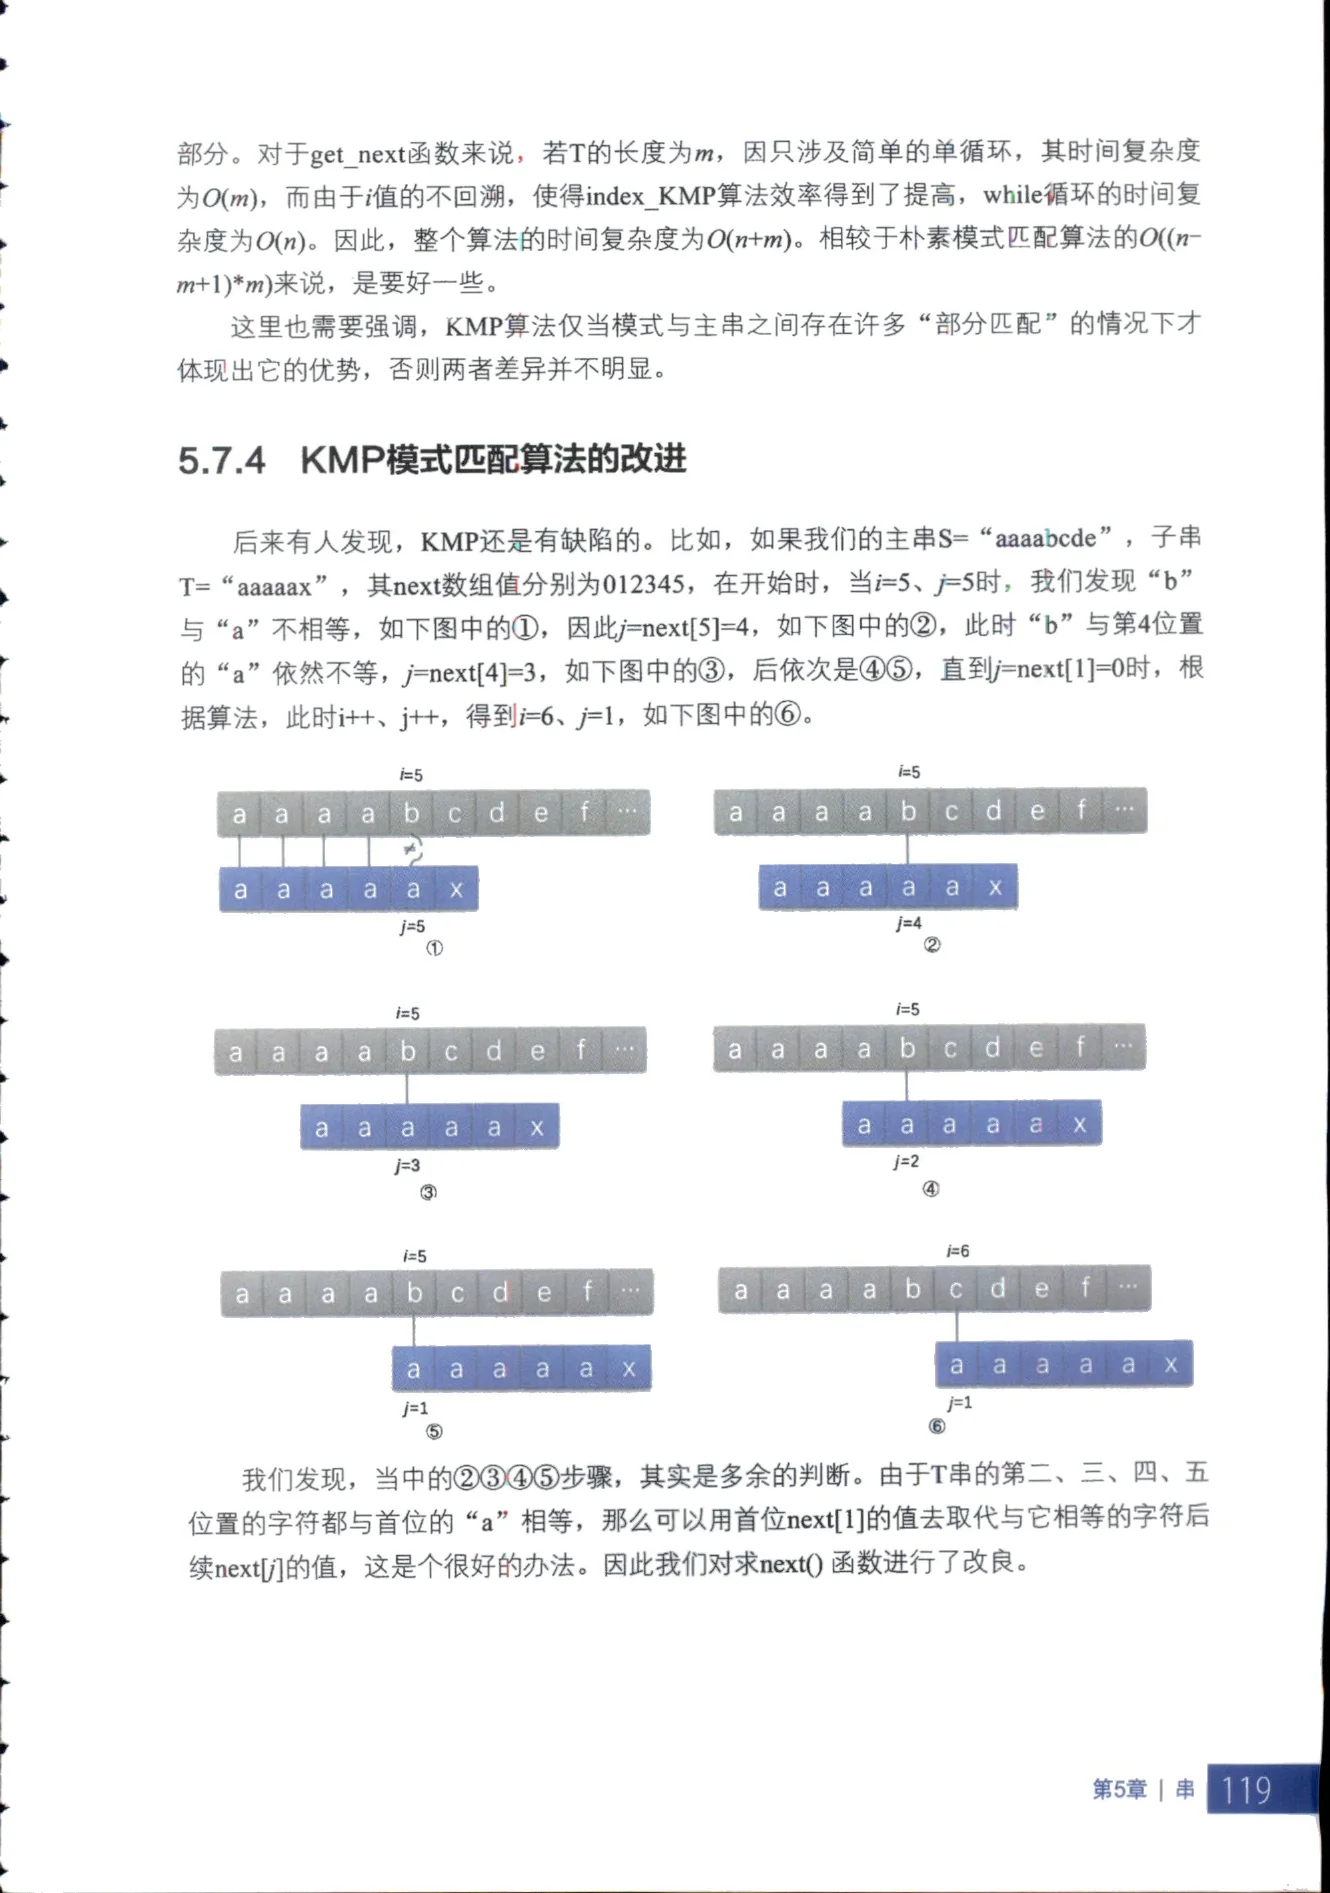 部分。对于get_next函数来说，若T的长度为m，因只涉及简单的单循环，其时间复杂度
为O(m)，而由于i值的不回溯，使得index_KMP算法效率得到了提高，while循环的时间复
杂度为O(n)。因此，整个算法的时间复杂度为O(n+m)。相较于朴素模式匹配算法的O((n-
m+1)*m)来说，是要好一些。
这里也需要强调，KMP算法仅当模式与主串之间存在许多“部分匹配”的情况下才
体现出它的优势，否则两者差异并不明显。
5.7.4 KMP模式匹配算法的改进
后来有人发现，KMP还是有缺陷的。比如，如果我们的主串S=“aaaabcde”，子串
T=“aaaaax”，其next数组值分别为012345，在开始时，当i=5、j=5时，我们发现“b”
与“a”不相等，如下图中的①，因此j=next[5]=4，如下图中的②，此时“b”与第4位置
的“a”依然不等，j=next[4]=3，如下图中的③，后依次是④⑤，直到j=next[1]=0时，根
据算法，此时i++、j++，得到i=6、j=1，如下图中的⑥。
i=5
a a a a b c d e f …
≠
a a a a a x
j=5
①
i=5
a a a a b c d e f …
a a a a a x
j=4
②
i=5
a a a a b c d e f …
a a a a a x
j=3
③
i=5
a a a a b c d e f …
a a a a a x
j=2
④
i=5
a a a a b c d e f …
a a a a a x
j=1
⑤
i=6
a a a a b c d e f …
a a a a a x
j=1
⑥
我们发现，当中的②③④⑤步骤，其实是多余的判断。由于T串的第二、三、四、五
位置的字符都与首位的“a”相等，那么可以用首位next[1]的值去取代与它相等的字符后
续next[j]的值，这是个很好的办法。因此我们对求next()函数进行了改良。
第5章 | 串 119